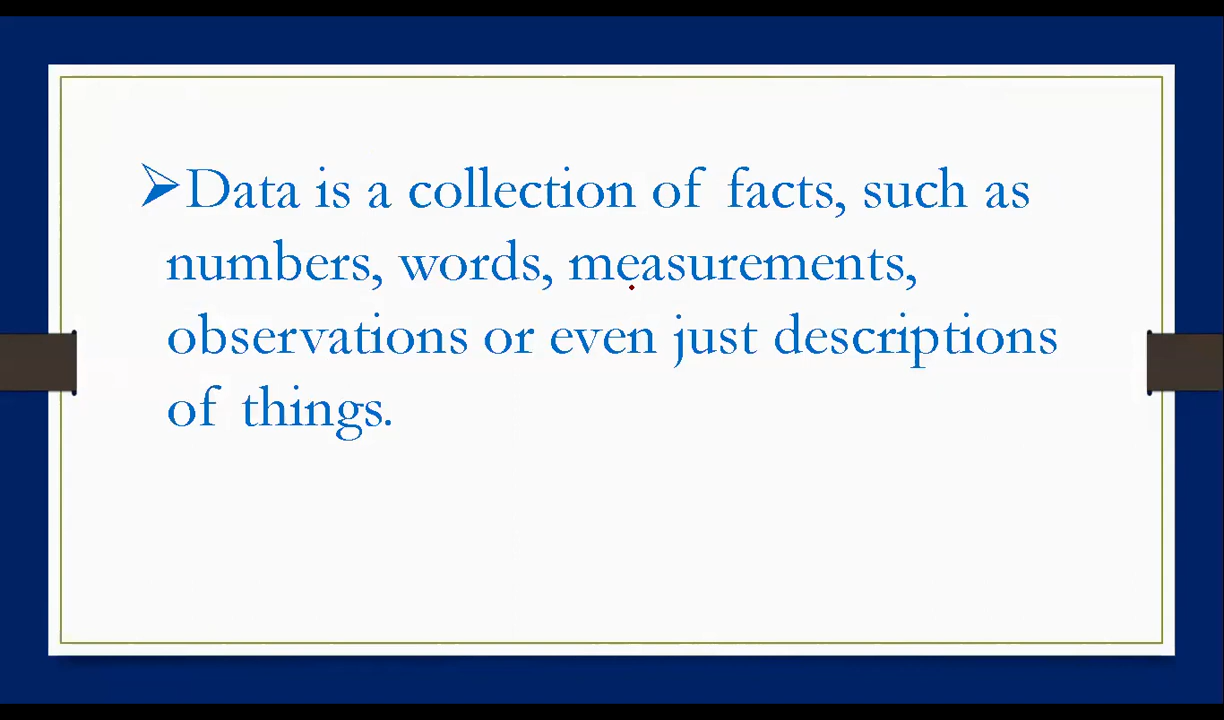 ➢Data is a collection of facts, such as
numbers, words, measurements,
observations or even just descriptions
of things.